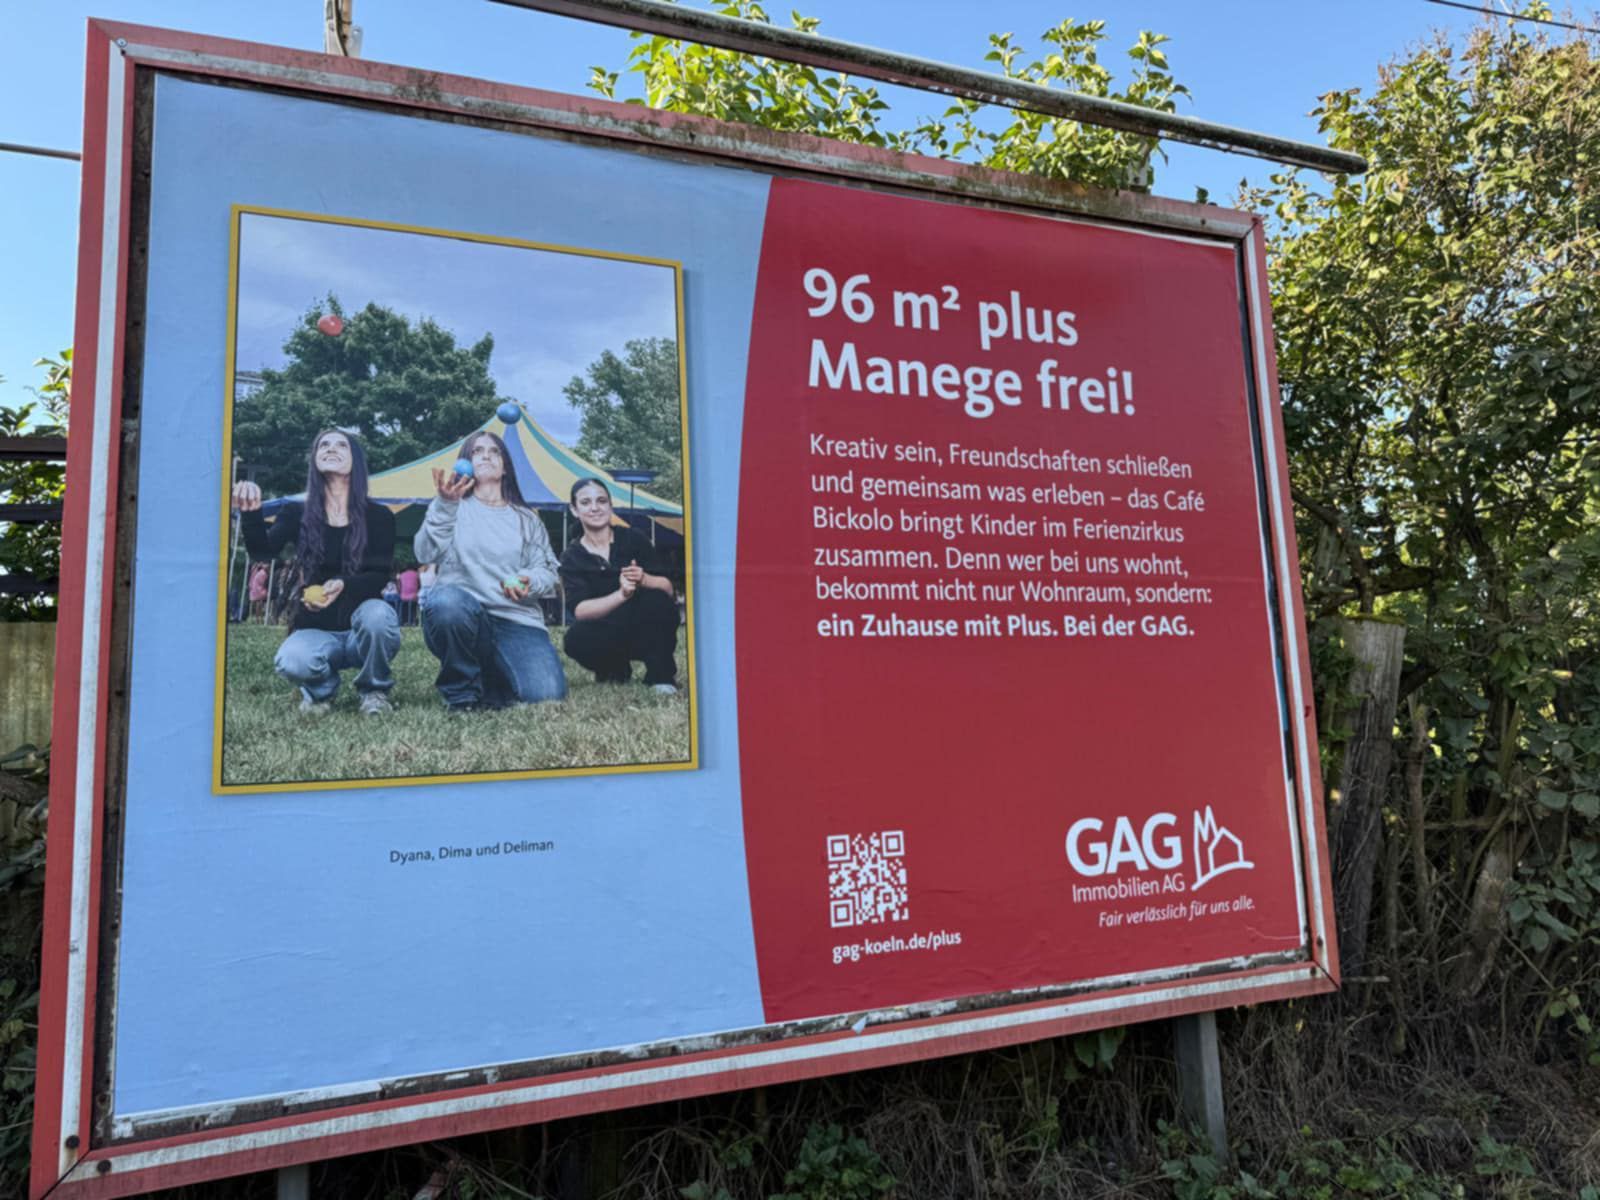 96 m² plus
Manege frei!
Kreativ sein, Freundschaften schließen
und gemeinsam was erleben – das Café
Bickolo bringt Kinder im Ferienzirkus
zusammen. Denn wer bei uns wohnt,
bekommt nicht nur Wohnraum, sondern:
ein Zuhause mit Plus. Bei der GAG.
Dyana, Dima und Deliman
gag-koeln.de/plus
GAG
Immobilien AG
Fair verlässlich für uns alle.